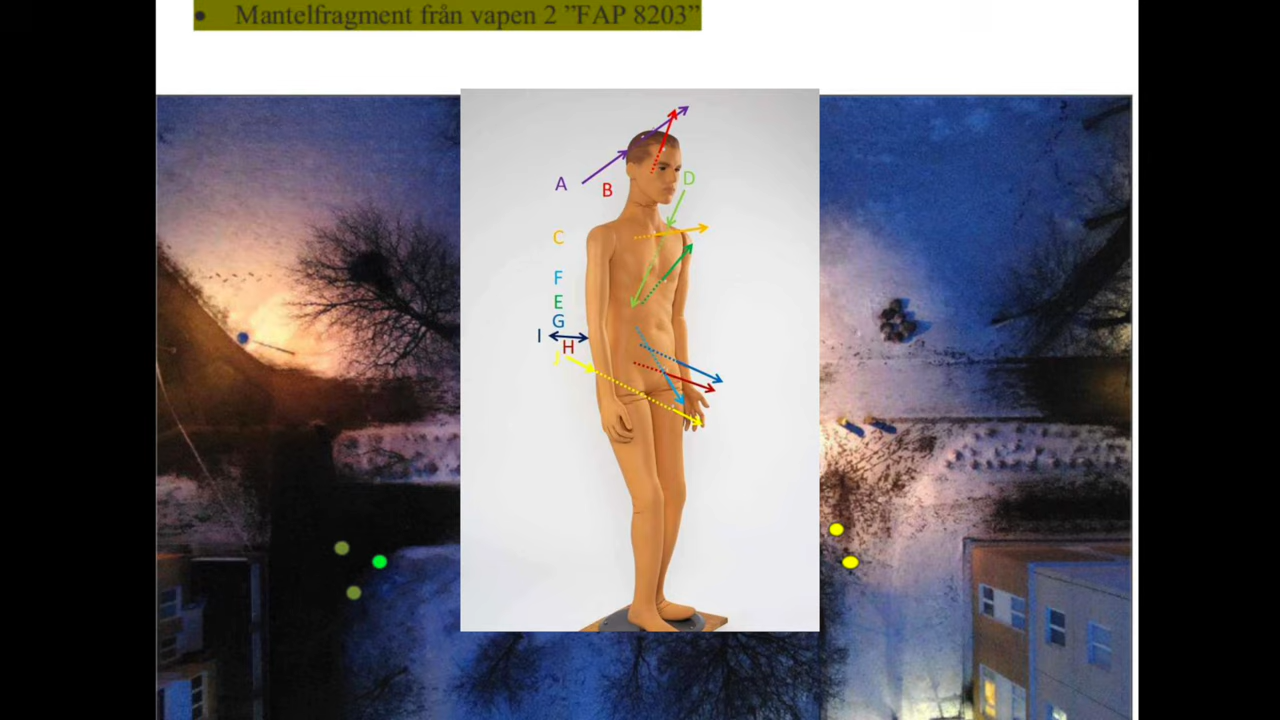 • Mantelfragment från vapen 2 ”FAP 8203”
A
B
D
C
F
E
G
I
H
J